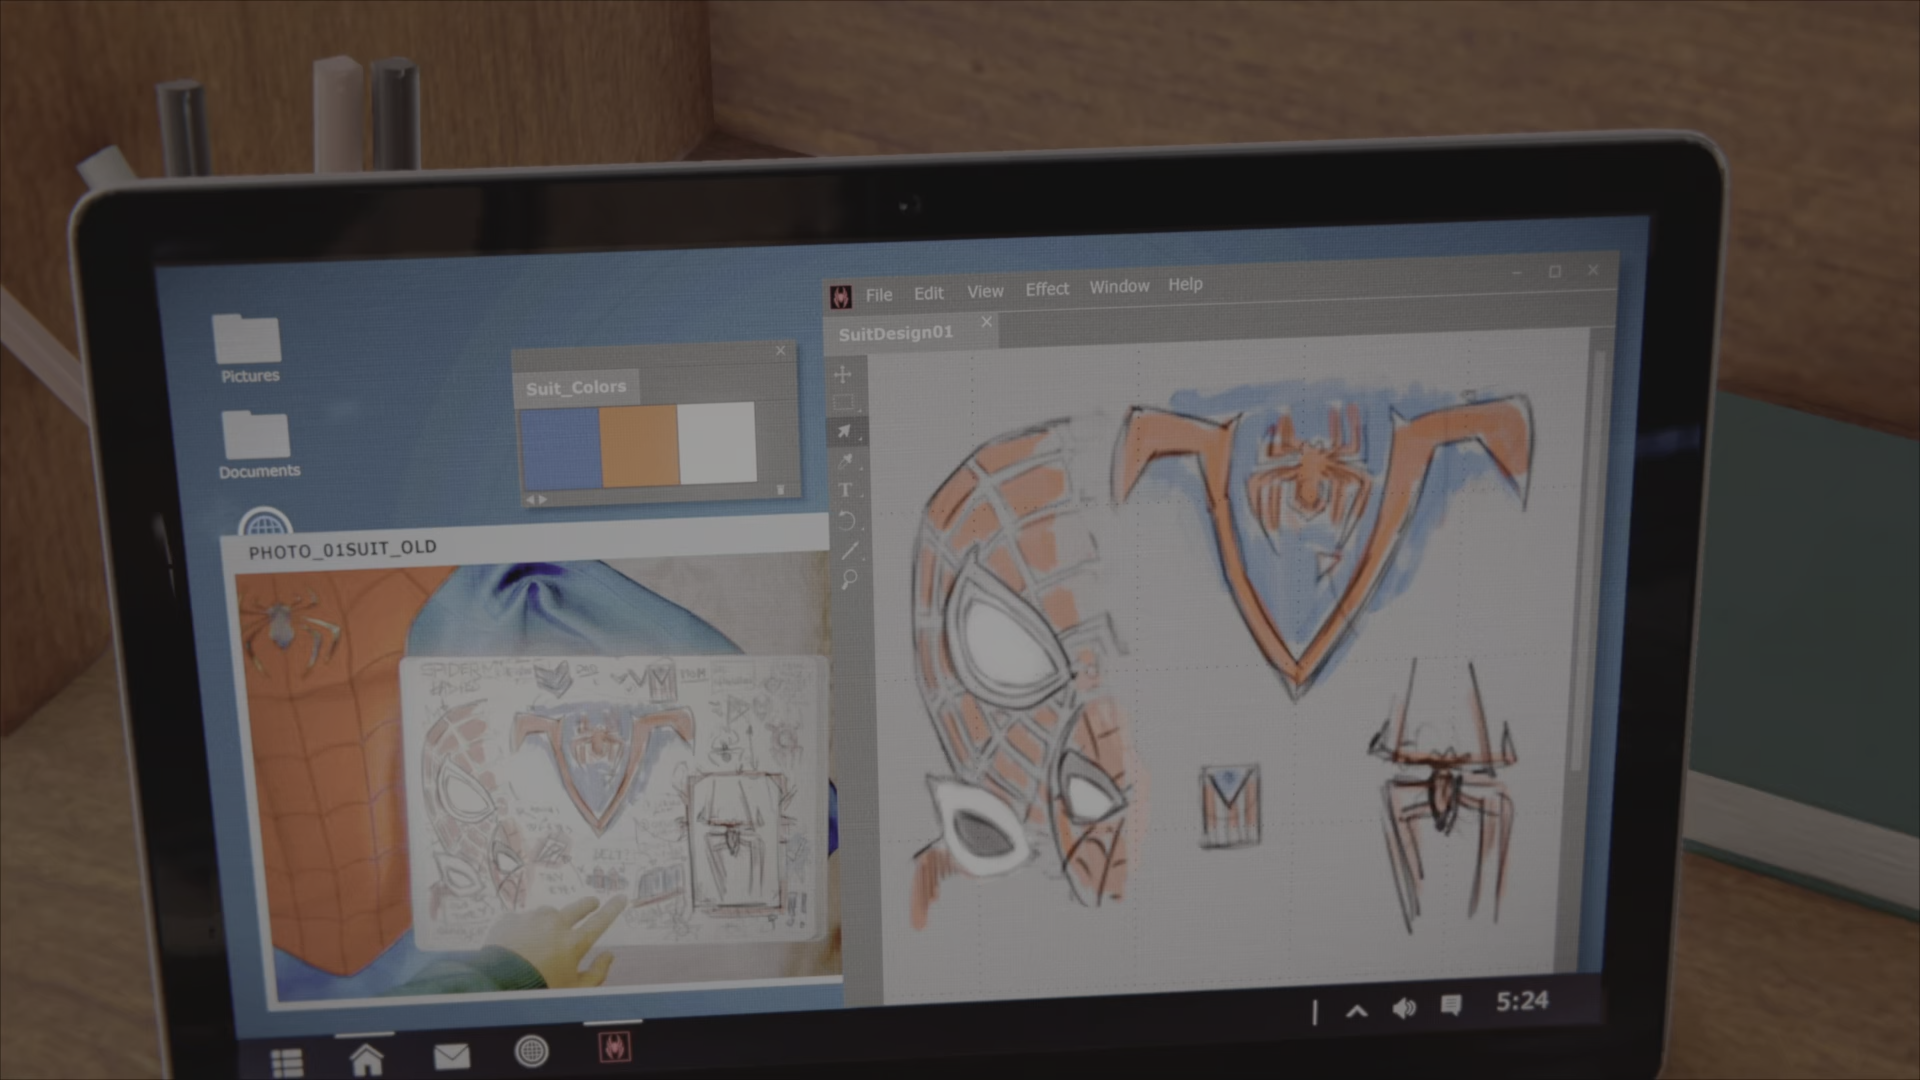 File Edit View Effect Window Help
SuitDesign01
Pictures
Suit_Colors
Documents
T
PHOTO_01SUIT_OLD
5:24